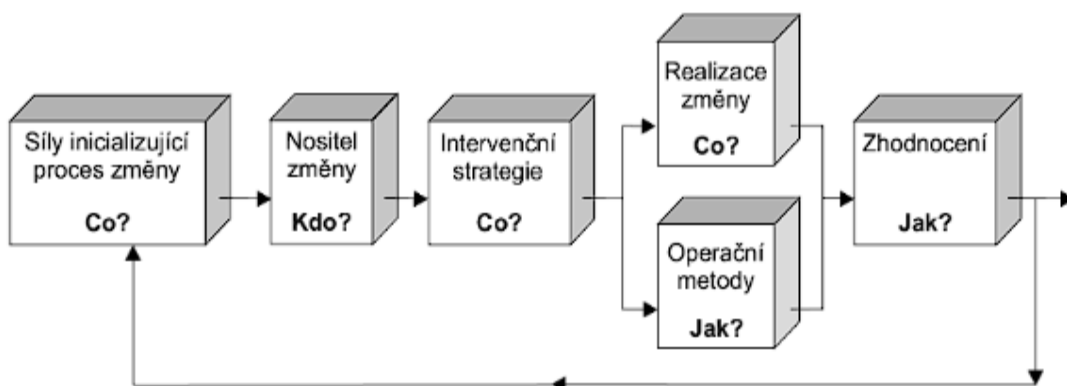 Síly inicializující
proces změny
Co?
Nositel
změny
Kdo?
Intervenční
strategie
Co?
Realizace
změny
Co?
Operační
metody
Jak?
Zhodnocení
Jak?